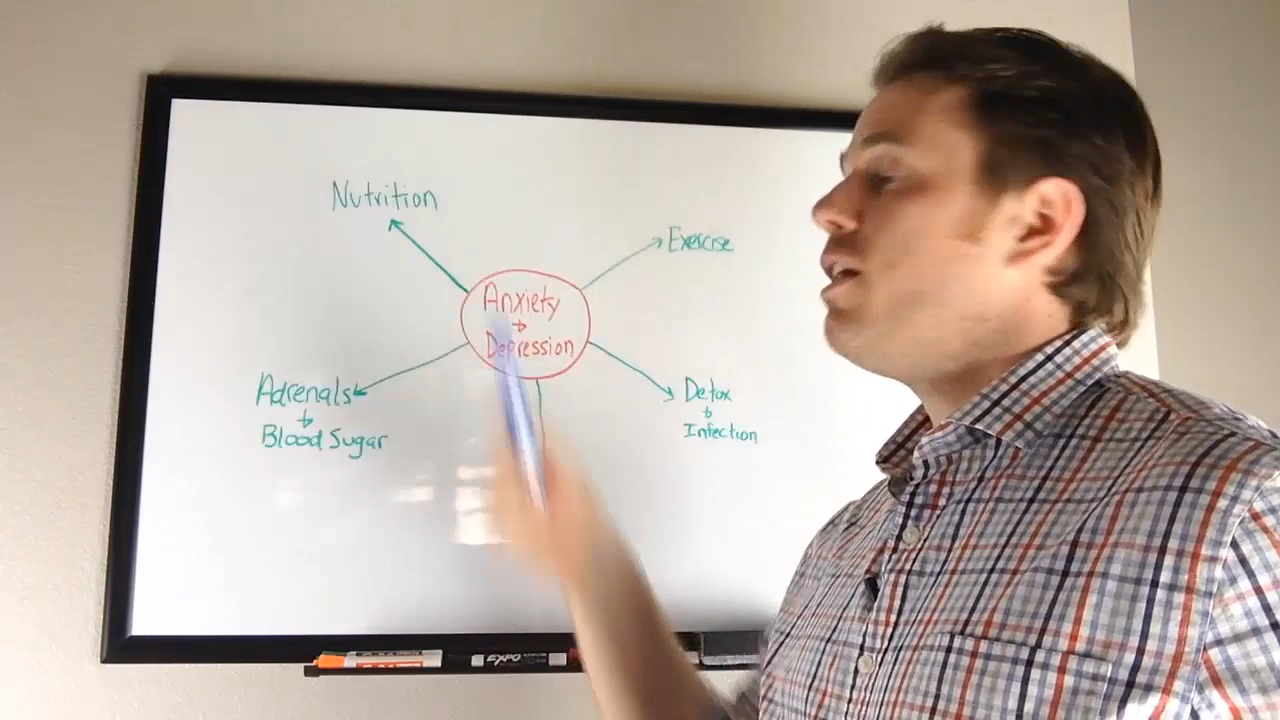 Nutrition
Exercise
Anxiety
+
Depression
Adrenals
+
Blood Sugar
Detox
+
Infection
EXPO